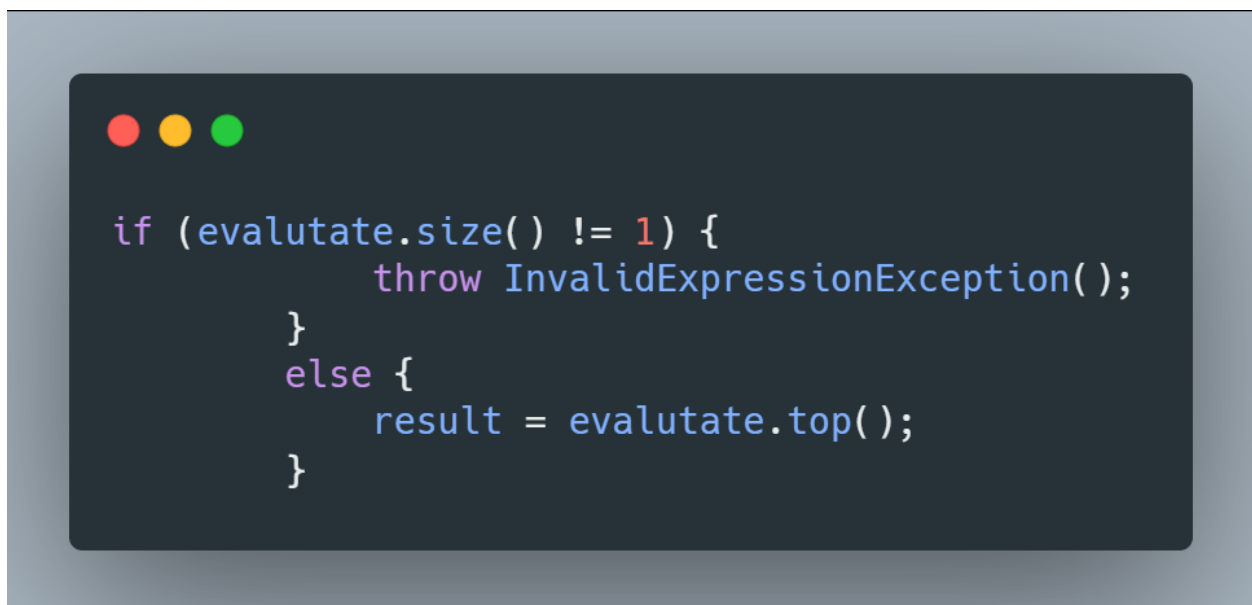 if (evalutate.size() != 1) {
            throw InvalidExpressionException();
        }
        else {
            result = evalutate.top();
        }